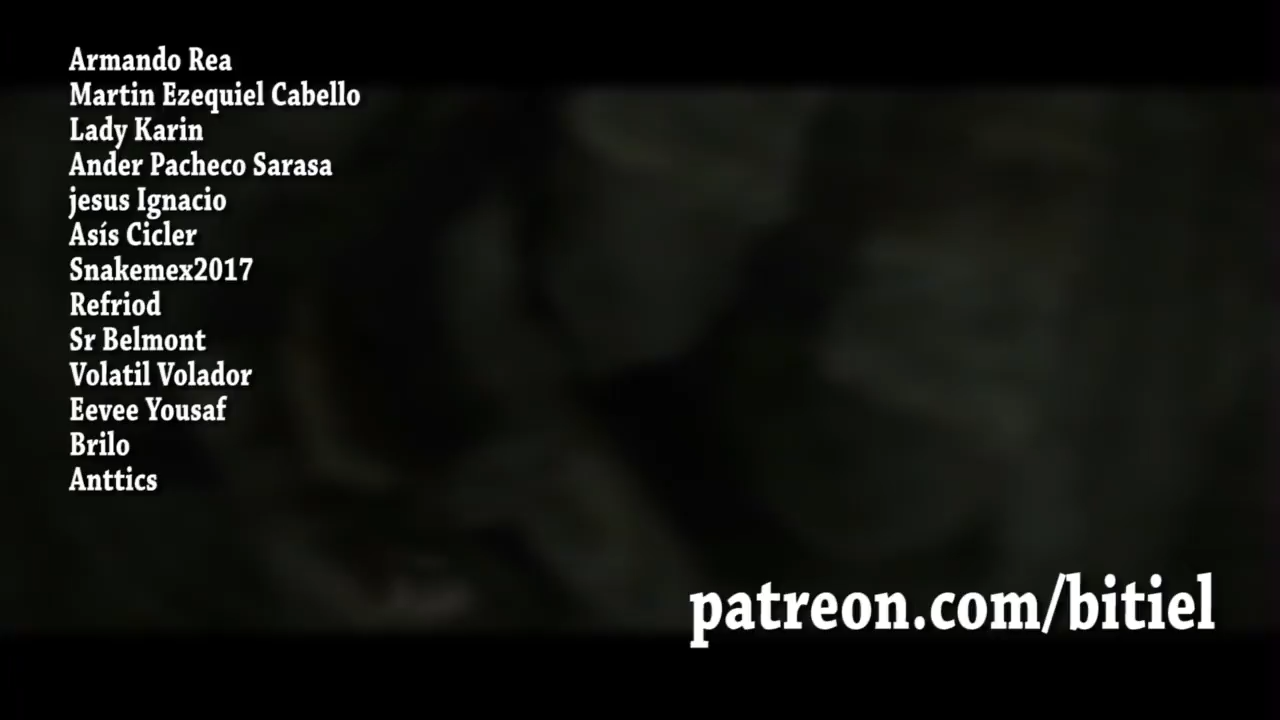 Armando Rea
Martin Ezequiel Cabello
Lady Karin
Ander Pacheco Sarasa
jesus Ignacio
Asís Cicler
Snakemex2017
Refriod
Sr Belmont
Volatil Volador
Eevee Yousaf
Brilo
Anttics
patreon.com/bitiel